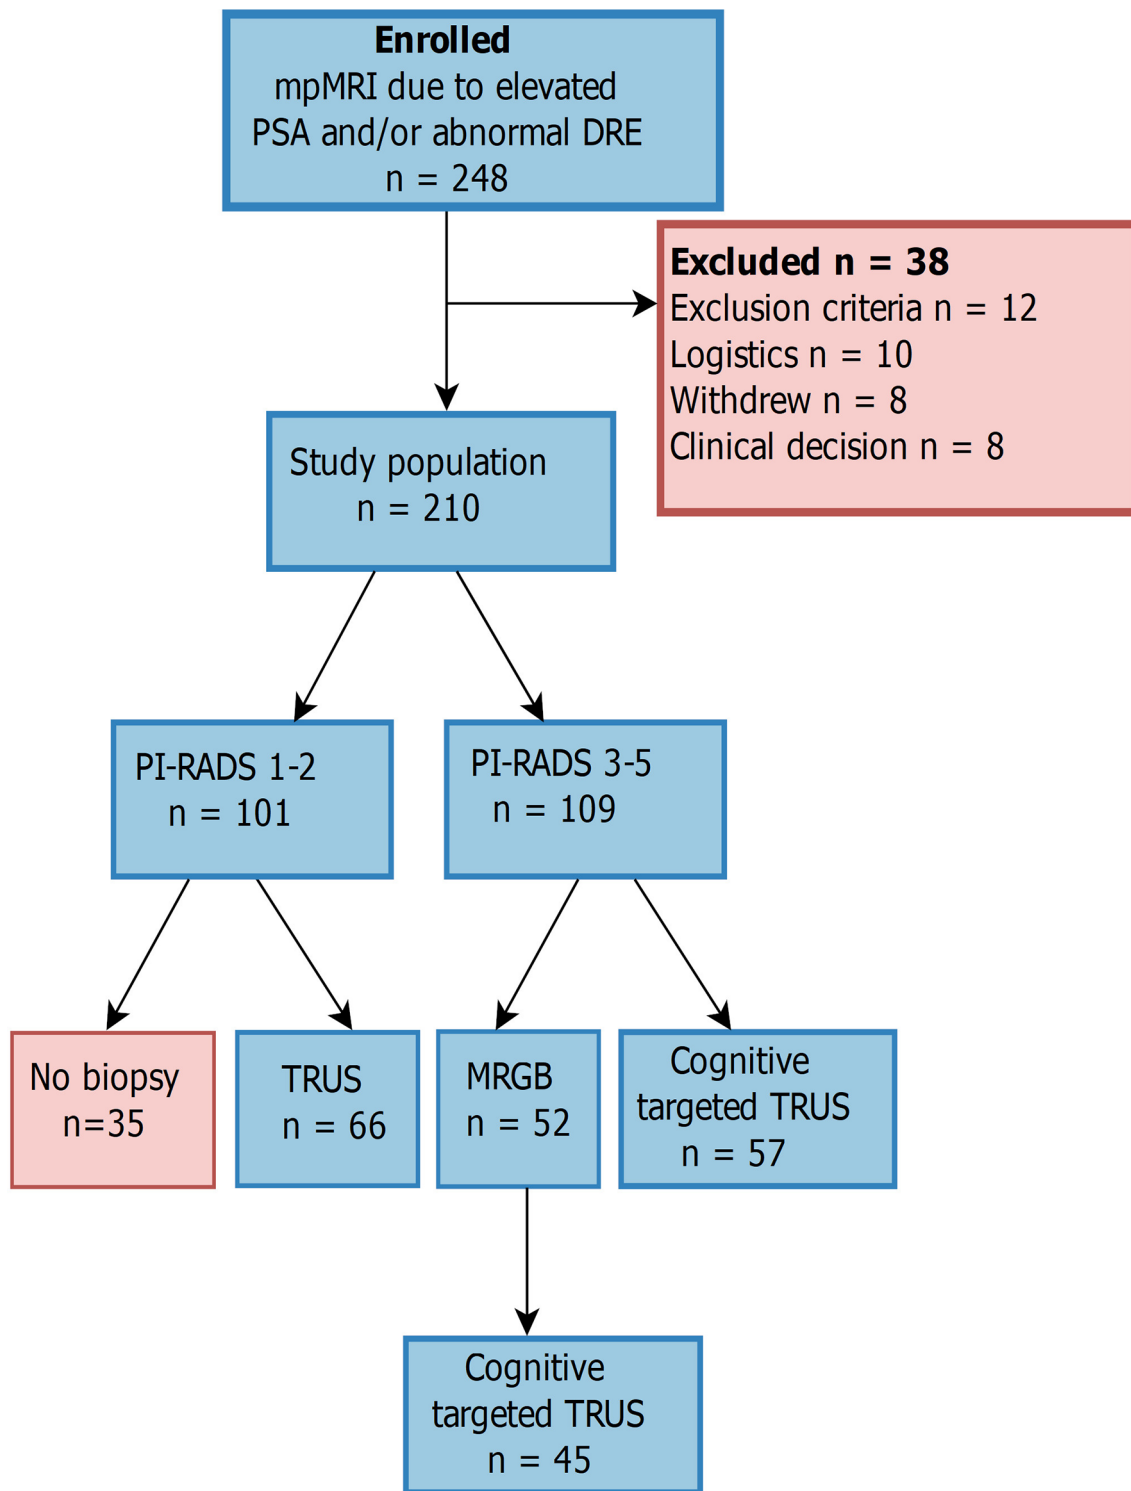 Enrolled
mpMRI due to elevated
PSA and/or abnormal DRE
n = 248
Excluded n = 38
Exclusion criteria n = 12
Logistics n = 10
Withdrew n = 8
Clinical decision n = 8
Study population
n = 210
PI-RADS 1-2
n = 101
PI-RADS 3-5
n = 109
No biopsy
n=35
TRUS
n = 66
MRGB
n = 52
Cognitive
targeted TRUS
n = 57
Cognitive
targeted TRUS
n = 45